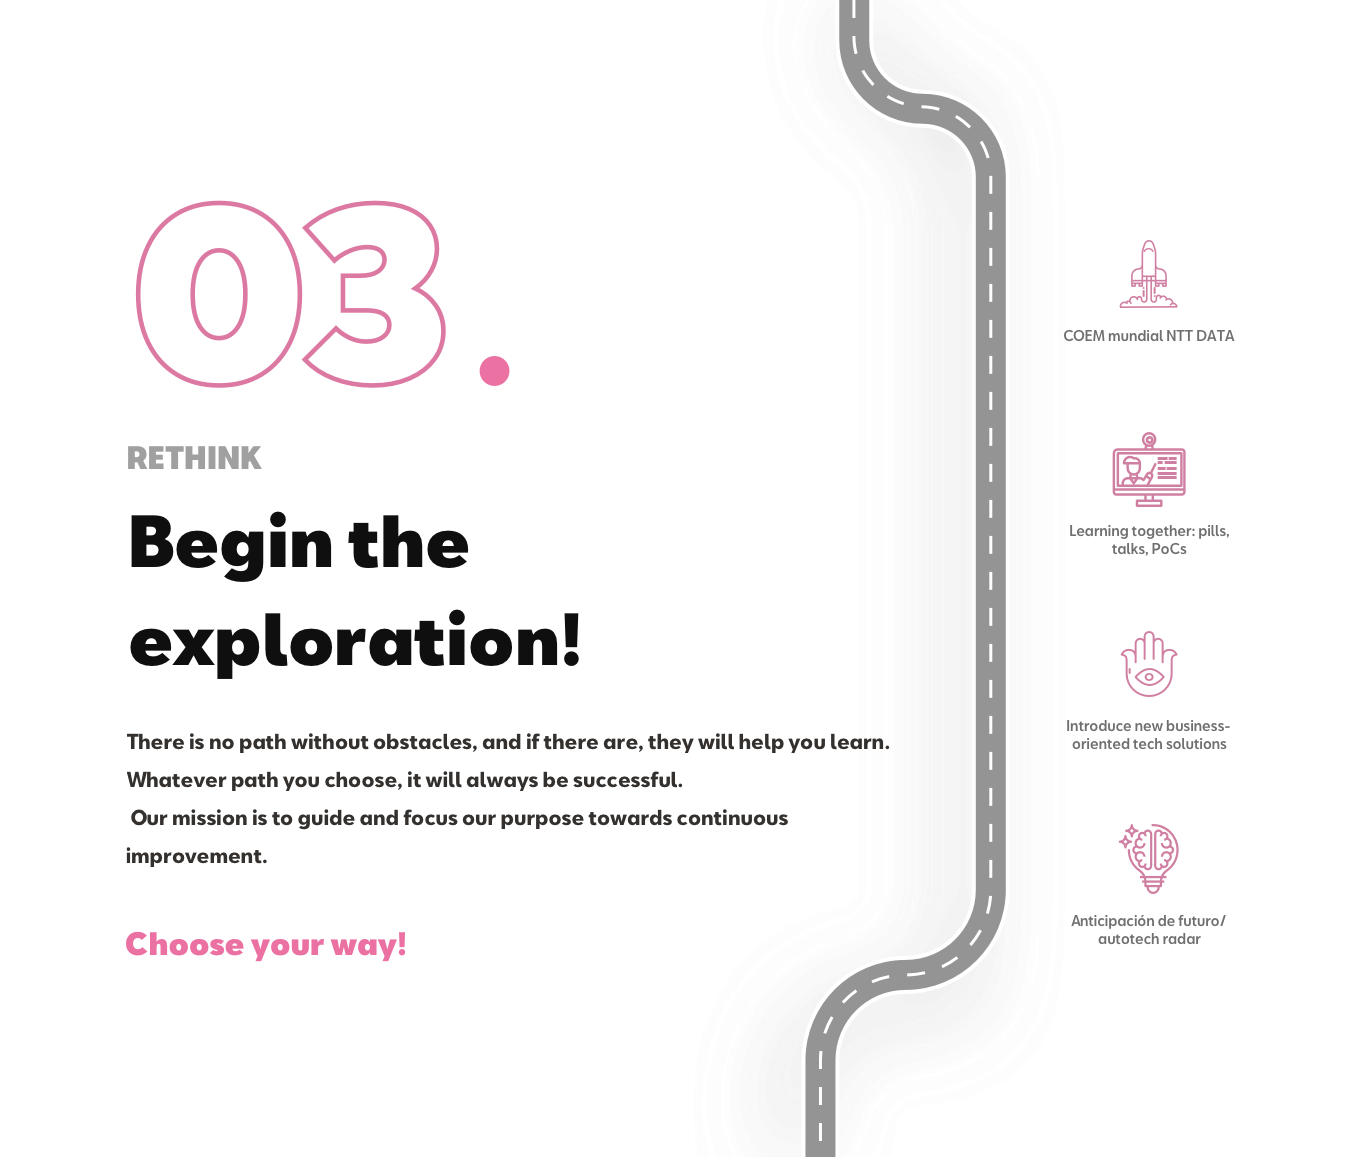 03.
RETHINK
Begin the
exploration!
There is no path without obstacles, and if there are, they will help you learn.
Whatever path you choose, it will always be successful.
Our mission is to guide and focus our purpose towards continuous
improvement.
Choose your way!
COEM mundial NTT DATA
Learning together: pills,
talks, PoCs
Introduce new business-
oriented tech solutions
Anticipación de futuro/
autotech radar